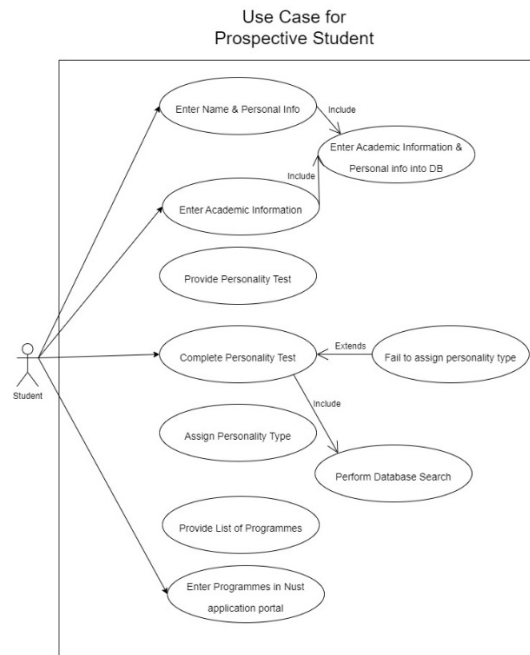 Use Case for
Prospective Student
Enter Name & Personal Info
Include
Enter Academic Information &
Personal info into DB
Include
Enter Academic Information
Provide Personality Test
Complete Personality Test
Extends
Fail to assign personality type
Student
Include
Assign Personality Type
Perform Database Search
Provide List of Programmes
Enter Programmes in Nust
application portal